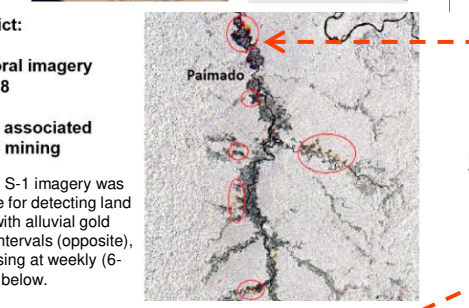 ict:
oral imagery
8
associated
mining
S-1 imagery was
e for detecting land
with alluvial gold
ntervals (opposite),
sing at weekly (6-
below.
Paimado